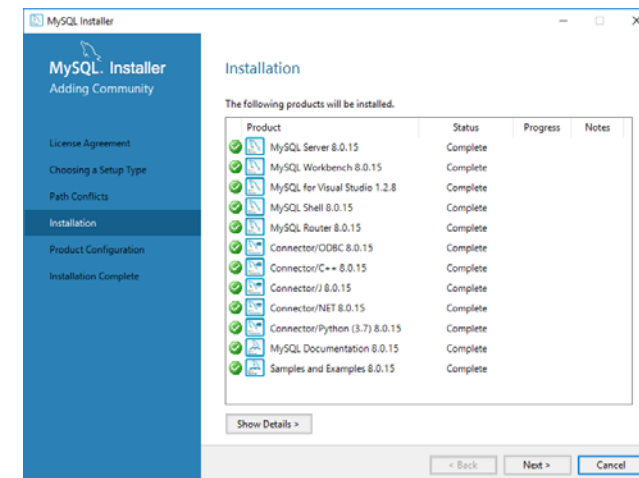 MySQL Installer
MySQL. Installer
Adding Community
License Agreement
Choosing a Setup Type
Path Conflicts
Installation
Product Configuration
Installation Complete
Installation
The following products will be installed.
Product Status Progress Notes
MySQL Server 8.0.15 Complete
MySQL Workbench 8.0.15 Complete
MySQL for Visual Studio 1.2.8 Complete
MySQL Shell 8.0.15 Complete
MySQL Router 8.0.15 Complete
Connector/ODBC 8.0.15 Complete
Connector/C++ 8.0.15 Complete
Connector/J 8.0.15 Complete
Connector/NET 8.0.15 Complete
Connector/Python (3.7) 8.0.15 Complete
MySQL Documentation 8.0.15 Complete
Samples and Examples 8.0.15 Complete
Show Details >
< Back Next > Cancel